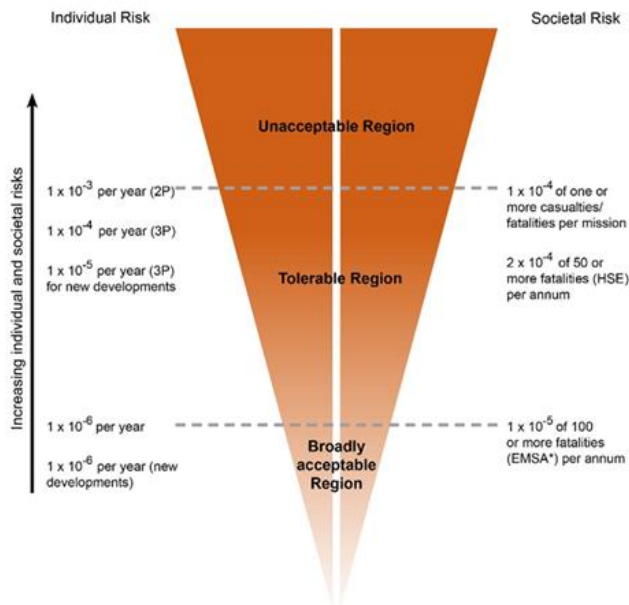 Individual Risk
Societal Risk
Increasing individual and societal risks
Unacceptable Region
1 x 10⁻³ per year (2P)
1 x 10⁻⁴ per year (3P)
1 x 10⁻⁵ per year (3P)
for new developments
1 x 10⁻⁴ of one or
more casualties/
fatalities per mission
Tolerable Region
2 x 10⁻⁴ of 50 or
more fatalities (HSE)
per annum
1 x 10⁻⁶ per year
1 x 10⁻⁶ per year (new
developments)
Broadly
acceptable
Region
1 x 10⁻⁵ of 100
or more fatalities
(EMSA*) per annum